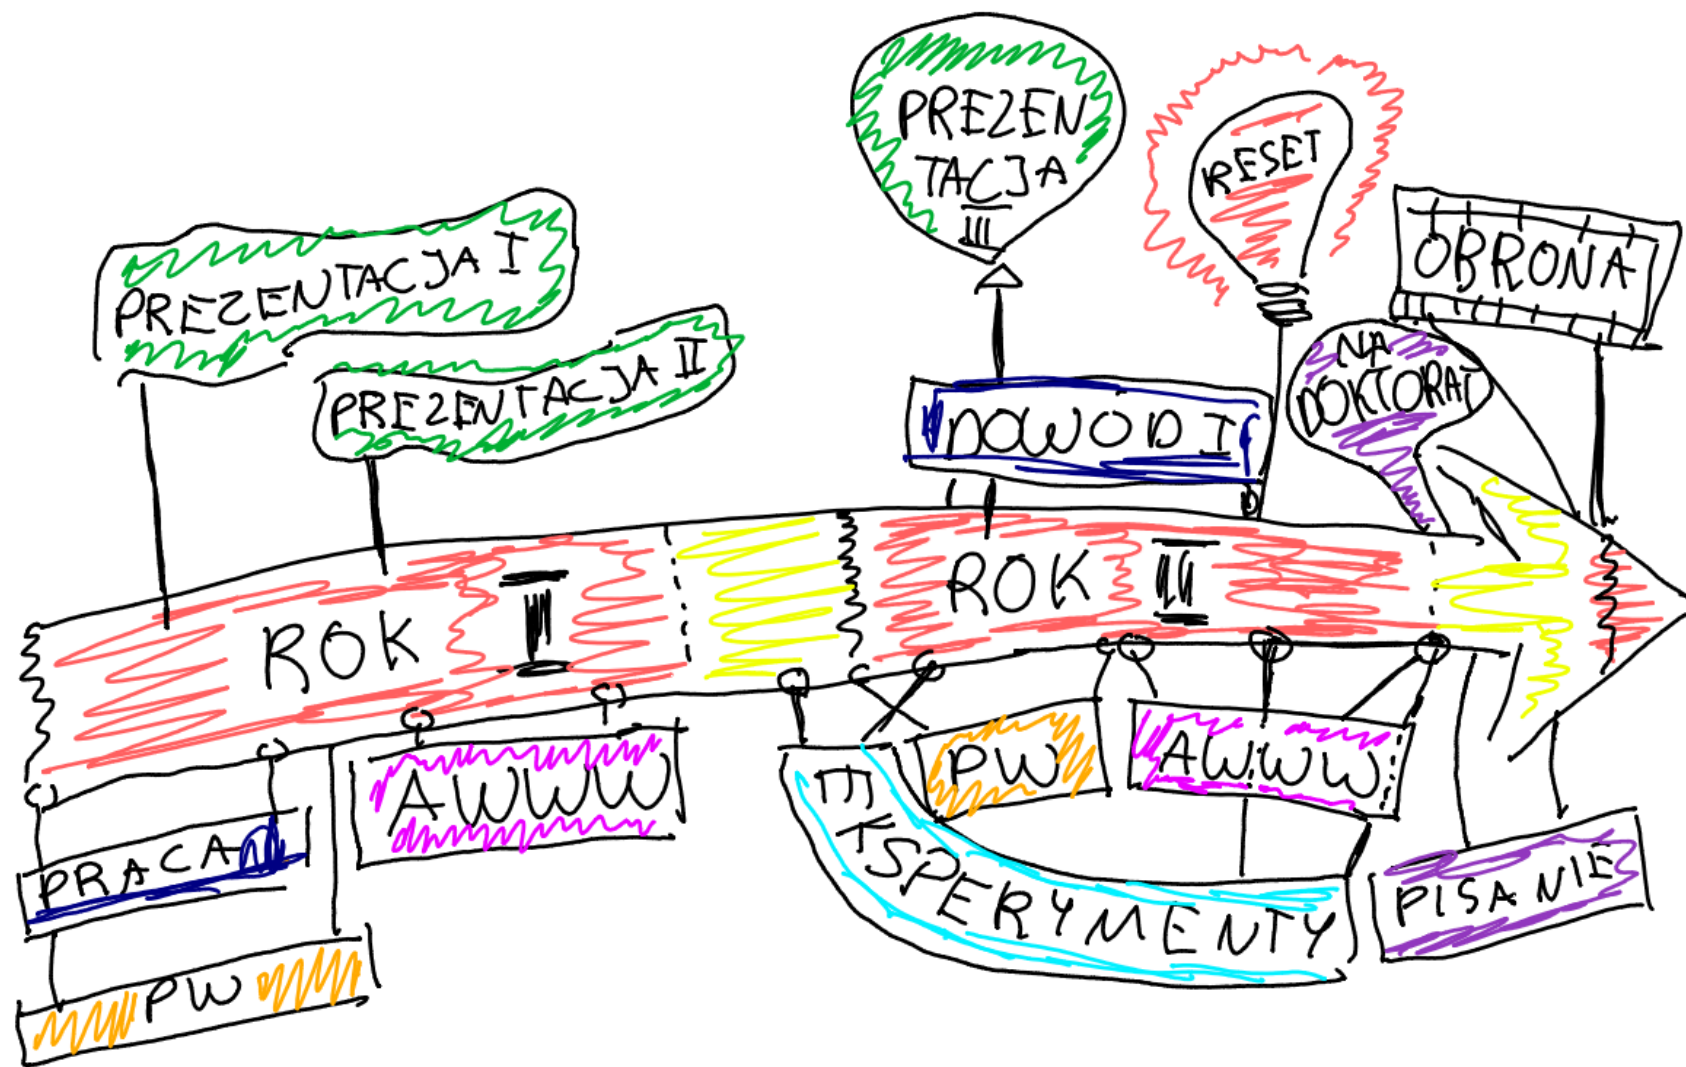 PREZEN
TACJA
III
RESET
OBRONA
PREZENTACJA I
NA
DOKTORAT
PREZENTACJA II
DOWOD I
ROK I
ROK II
AWWW
PW
AWWW
PRACA
EKSPERYMENTY
PISANIE
PW